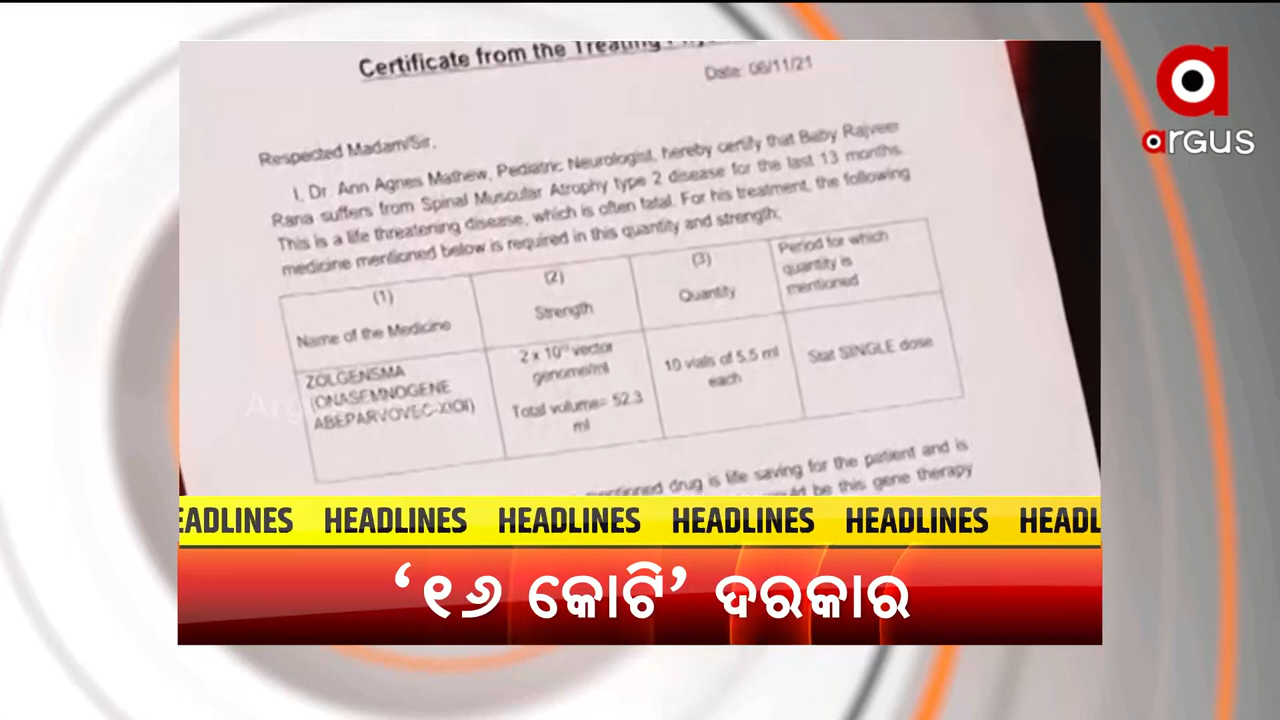 Certificate from the Treating
Date: 06/11/21
argus
Respected Madam/Sir,
I, Dr. Ann Agnes Mathew, Pediatric Neurologist, hereby certify that Baby Rajveer
Rana suffers from Spinal Muscular Atrophy type 2 disease for the last 13 months.
This is a life threatening disease, which is often fatal. For his treatment, the following
medicine mentioned below is required in this quantity and strength:
(1)
Name of the Medicine
(2)
Strength
(3)
Quantity
Period for which
quantity is
mentioned
ZOLGENSMA
(ONASEMNOGENE
ABEPARVOVEC-XIOI)
2 x 10¹³ vector
genome/ml
Total volume= 52.3
ml
10 vials of 5.5 ml
each
Stat SINGLE dose
drug is life saving for the patient and is
be this gene therapy
EADLINES HEADLINES HEADLINES HEADLINES HEADLINES HEADL
‘୧୬ କୋଟି’ ଦରକାର